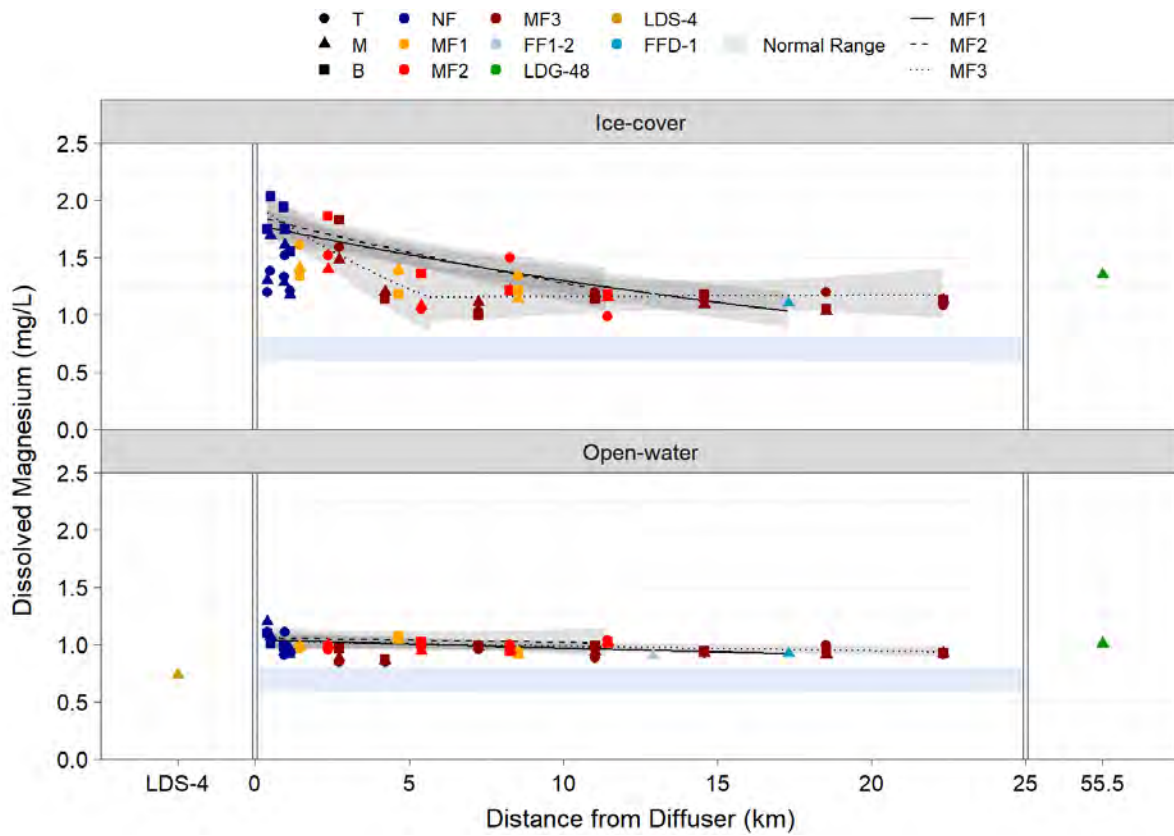 T NF MF3 LDS-4 MF1
M MF1 FF1-2 FFD-1 Normal Range MF2
B MF2 LDG-48 MF3
Ice-cover
2.5
2.0
1.5
1.0
0.5
0.0
Open-water
2.5
2.0
1.5
1.0
0.5
0.0
Dissolved Magnesium (mg/L)
LDS-4 0 5 10 15 20 25 55.5
Distance from Diffuser (km)